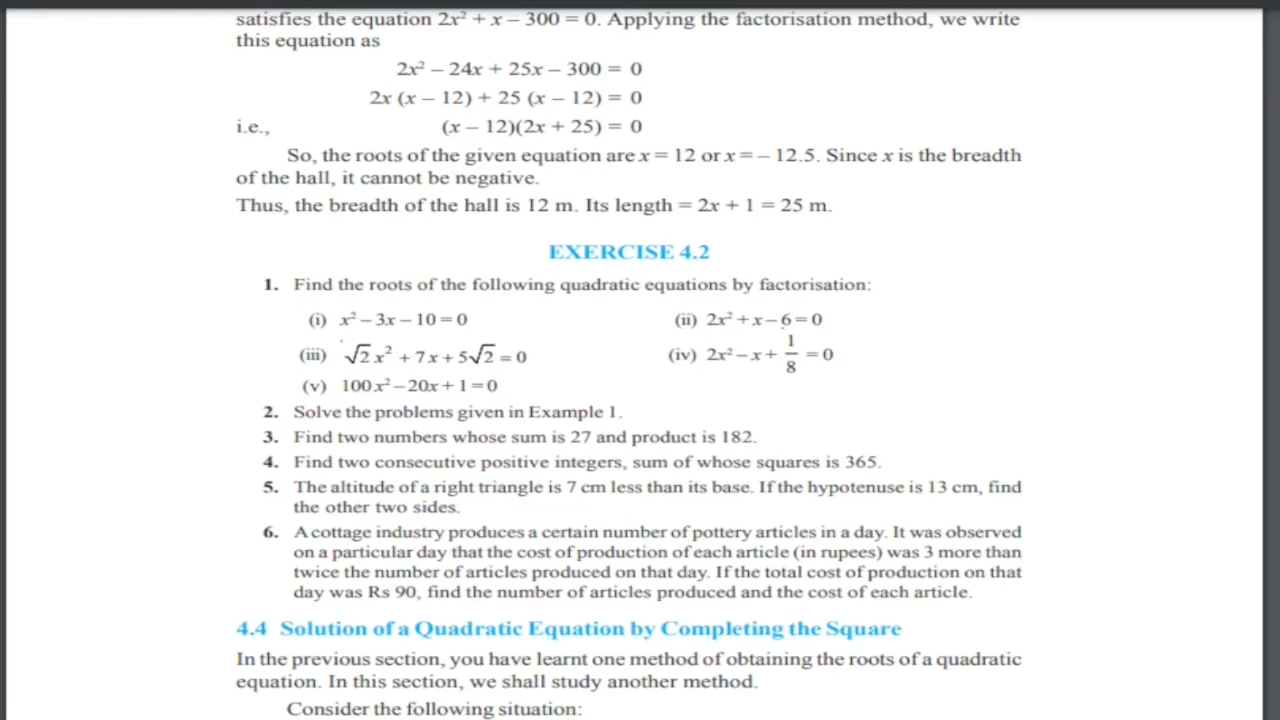 satisfies the equation 2x² + x – 300 = 0. Applying the factorisation method, we write
this equation as
2x² – 24x + 25x – 300 = 0
2x (x – 12) + 25 (x – 12) = 0
i.e., (x – 12)(2x + 25) = 0
So, the roots of the given equation are x = 12 or x = – 12.5. Since x is the breadth
of the hall, it cannot be negative.
Thus, the breadth of the hall is 12 m. Its length = 2x + 1 = 25 m.
EXERCISE 4.2
1. Find the roots of the following quadratic equations by factorisation:
(i) x² – 3x – 10 = 0 (ii) 2x² + x – 6 = 0
(iii) √2 x² + 7x + 5√2 = 0 (iv) 2x² – x + 1/8 = 0
(v) 100x² – 20x + 1 = 0
2. Solve the problems given in Example 1.
3. Find two numbers whose sum is 27 and product is 182.
4. Find two consecutive positive integers, sum of whose squares is 365.
5. The altitude of a right triangle is 7 cm less than its base. If the hypotenuse is 13 cm, find
the other two sides.
6. A cottage industry produces a certain number of pottery articles in a day. It was observed
on a particular day that the cost of production of each article (in rupees) was 3 more than
twice the number of articles produced on that day. If the total cost of production on that
day was Rs 90, find the number of articles produced and the cost of each article.
4.4 Solution of a Quadratic Equation by Completing the Square
In the previous section, you have learnt one method of obtaining the roots of a quadratic
equation. In this section, we shall study another method.
Consider the following situation: